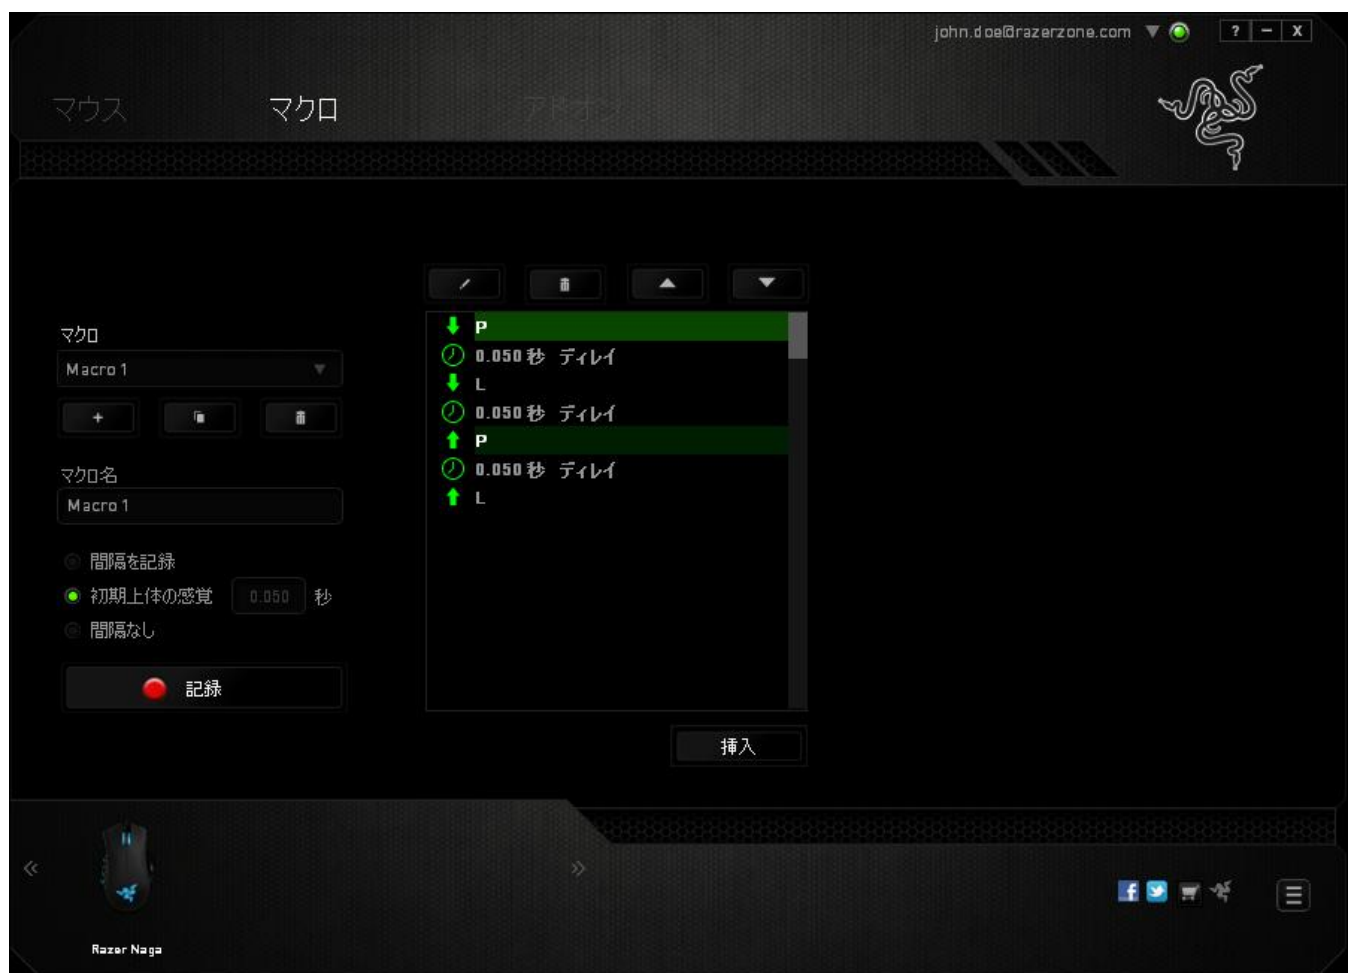 john.doe@razerzone.com
? – X
マウス
マクロ
アドオン
マクロ
Macro 1
マクロ名
Macro 1
間隔を記録
初期上体の感覚 0.050 秒
間隔なし
記録
P
0.050 秒 ディレイ
L
0.050 秒 ディレイ
P
0.050 秒 ディレイ
L
挿入
Razer Naga